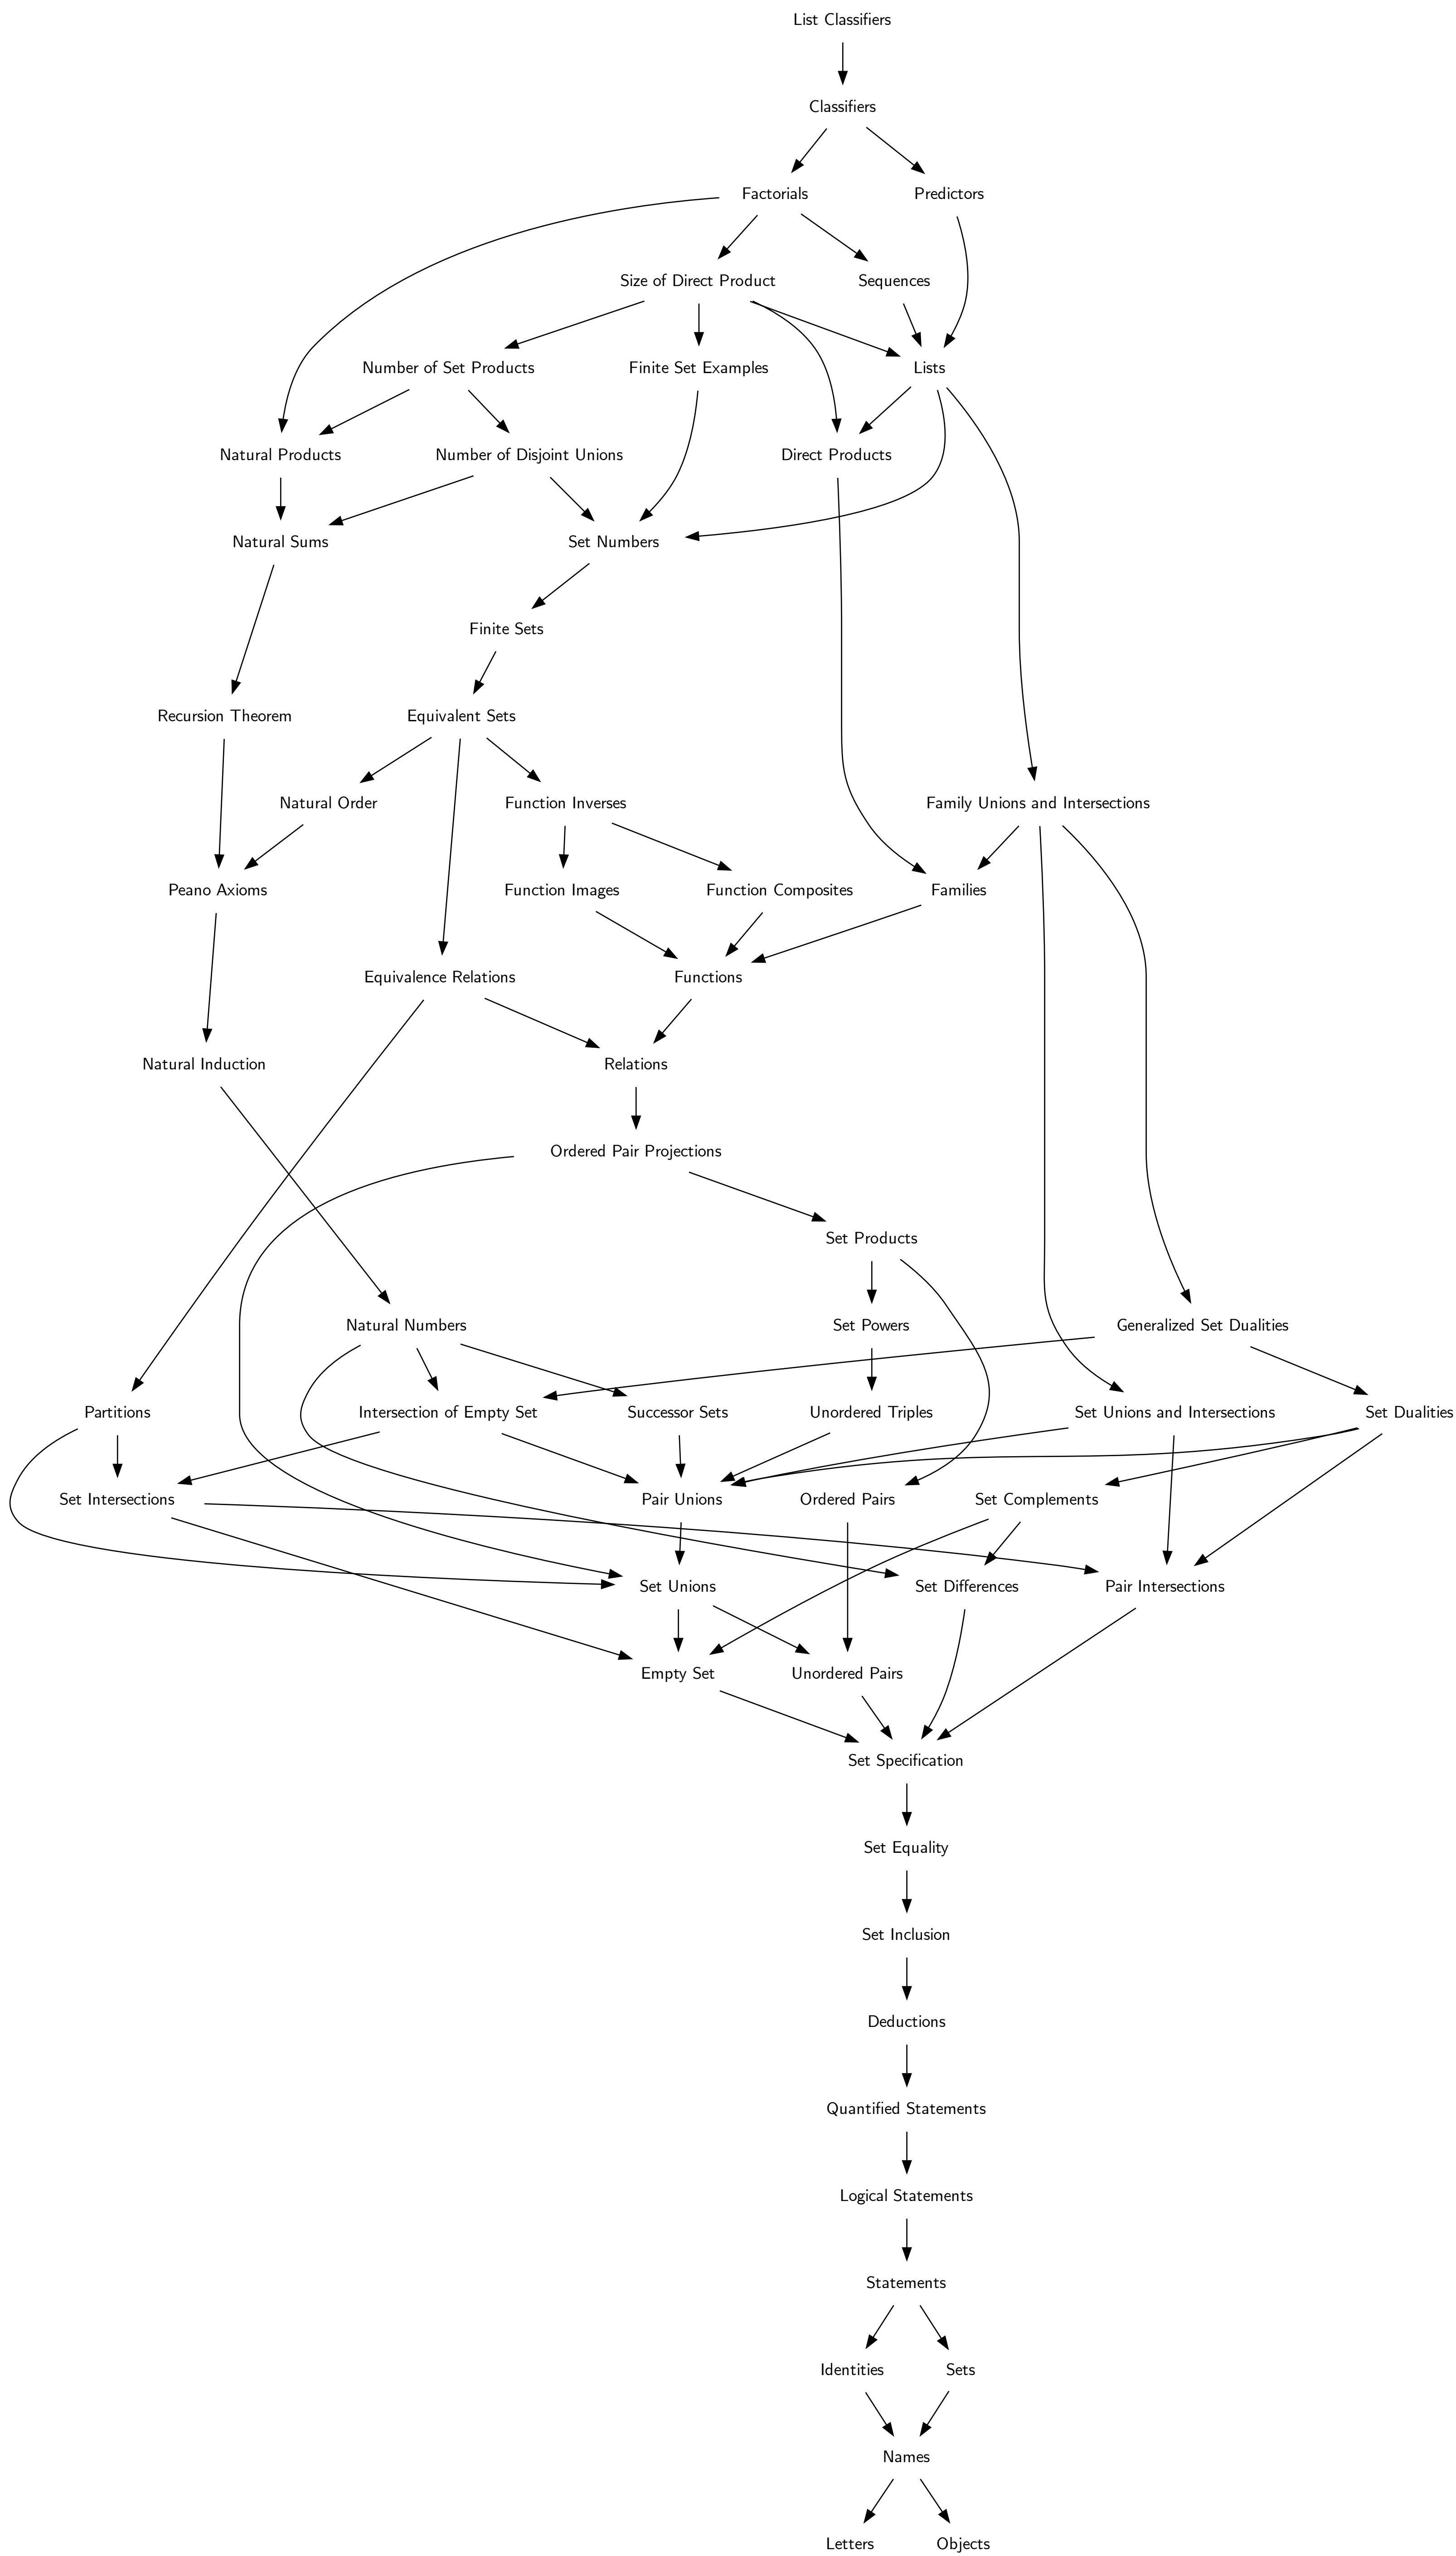 List Classifiers
Classifiers
Factorials
Predictors
Size of Direct Product
Sequences
Number of Set Products
Finite Set Examples
Lists
Natural Products
Number of Disjoint Unions
Direct Products
Natural Sums
Set Numbers
Finite Sets
Recursion Theorem
Equivalent Sets
Natural Order
Function Inverses
Family Unions and Intersections
Peano Axioms
Function Images
Function Composites
Families
Equivalence Relations
Functions
Natural Induction
Relations
Ordered Pair Projections
Set Products
Natural Numbers
Set Powers
Generalized Set Dualities
Partitions
Intersection of Empty Set
Successor Sets
Unordered Triples
Set Unions and Intersections
Set Dualities
Set Intersections
Pair Unions
Ordered Pairs
Set Complements
Set Unions
Set Differences
Pair Intersections
Empty Set
Unordered Pairs
Set Specification
Set Equality
Set Inclusion
Deductions
Quantified Statements
Logical Statements
Statements
Identities
Sets
Names
Letters
Objects